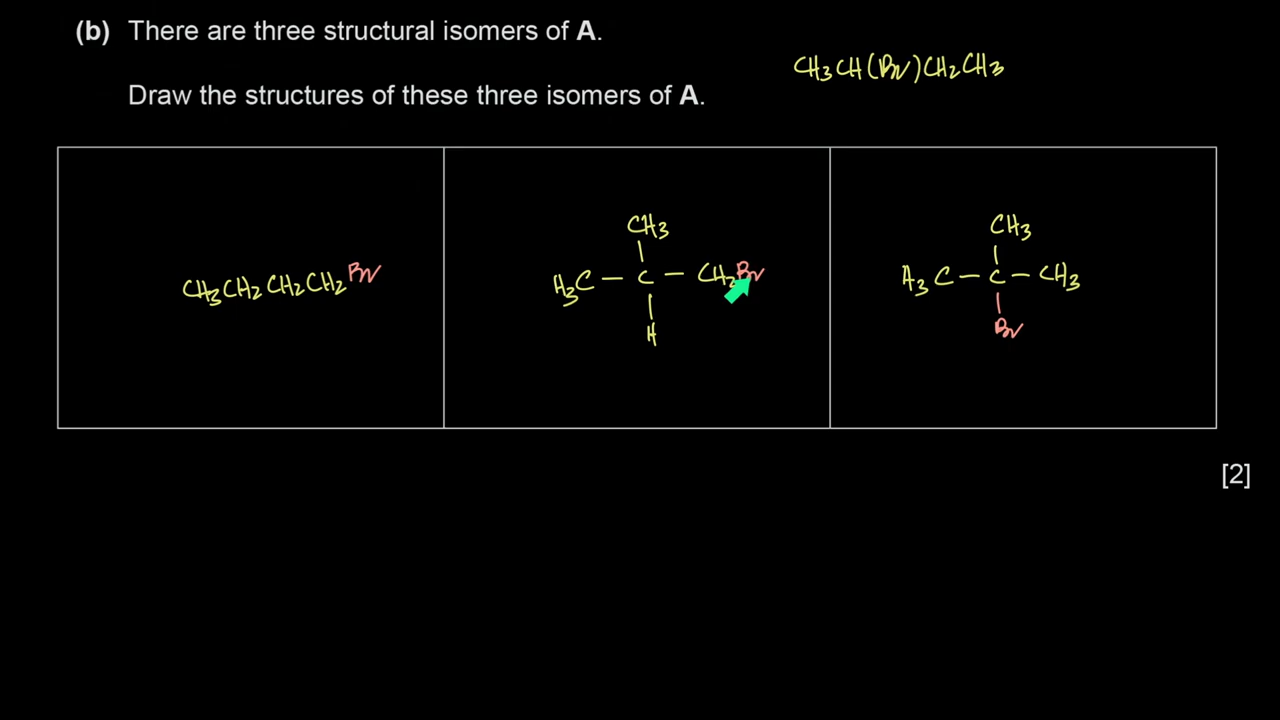 (b) There are three structural isomers of A.
CH3CH(Br)CH2CH3
Draw the structures of these three isomers of A.
CH3CH2CH2CH2Br
CH3
H3C — C — CH2Br
H
CH3
H3C — C — CH3
Br
[2]